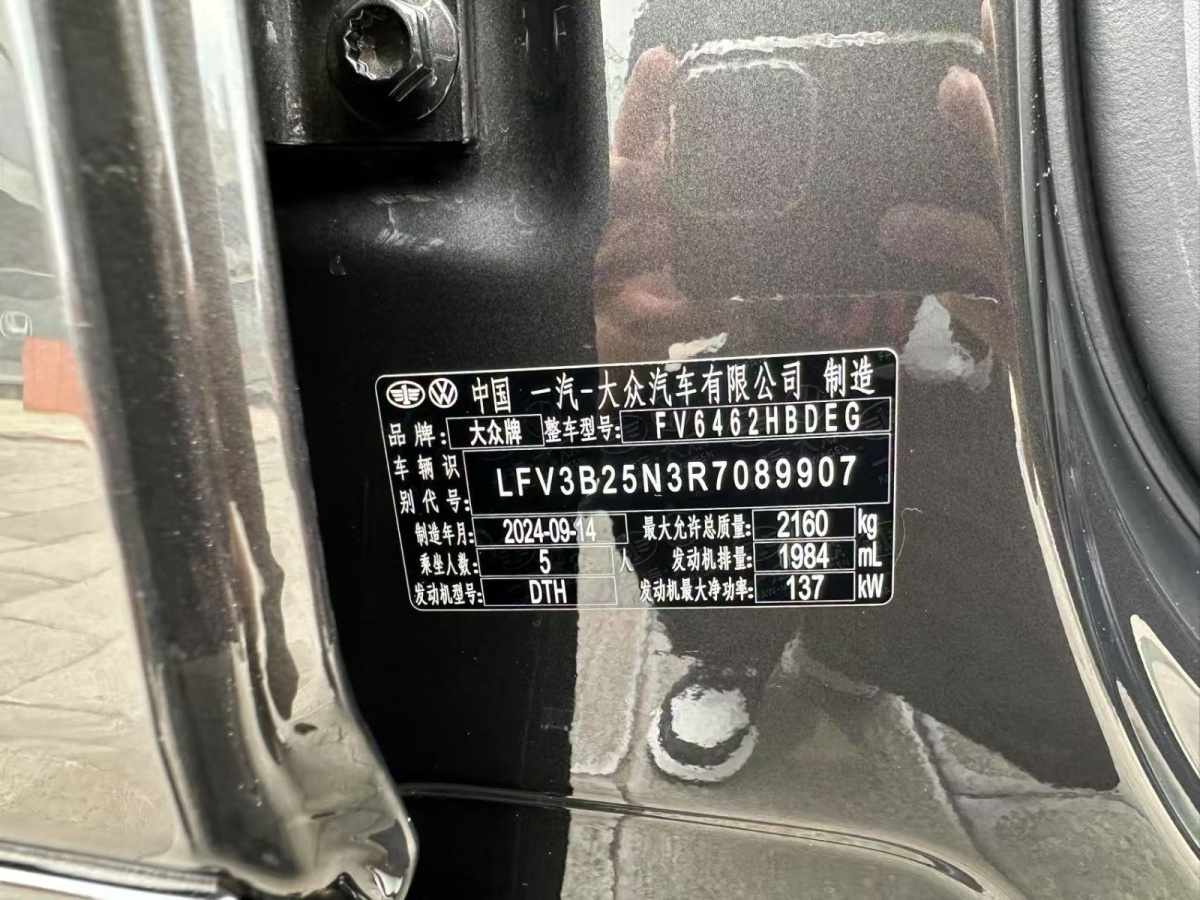 中国 一汽-大众汽车有限公司 制造
品牌: 大众牌 整车型号: FV6462HBDEG
车辆识别代号: LFV3B25N3R7089907
制造年月: 2024-09-14 最大允许总质量: 2160 kg
乘坐人数: 5 人 发动机排量: 1984 mL
发动机型号: DTH 发动机最大净功率: 137 kW